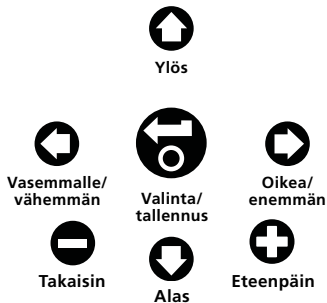 Ylös
Vasemmalle/
vähemmän
Valinta/
tallennus
Oikea/
enemmän
Takaisin
Alas
Eteenpäin